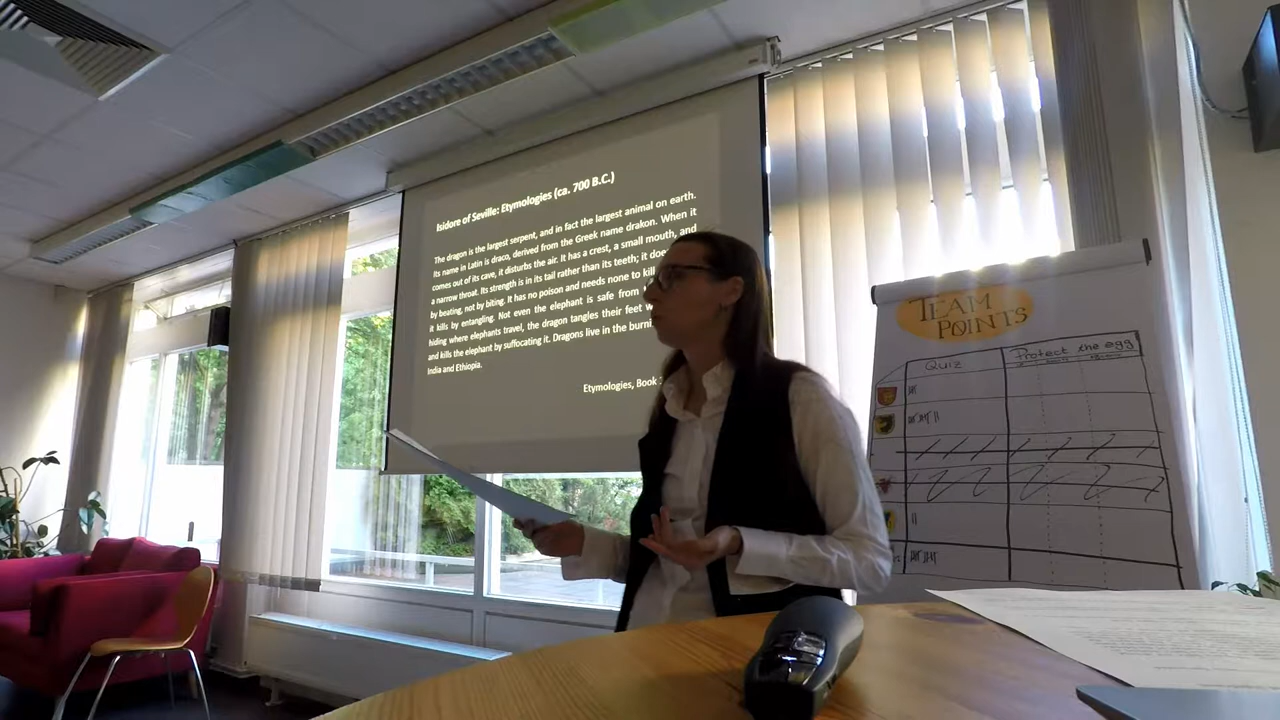 Isidore of Seville: Etymologies (ca. 700 B.C.)
The dragon is the largest serpent, and in fact the largest animal on earth.
Its name in Latin is draco, derived from the Greek name drakon. When it
comes out of its cave, it disturbs the air. It has a crest, a small mouth, and
a narrow throat. Its strength is in its tail rather than its teeth; it
by beating, not by biting. It has no poison and needs none to kill
it kills by entangling. Not even the elephant is safe from
hiding where elephants travel, the dragon tangles their feet
and kills the elephant by suffocating it. Dragons live in the
India and Ethiopia.
Etymologies, Book
TEAM
POINTS
Quiz
Protect the egg